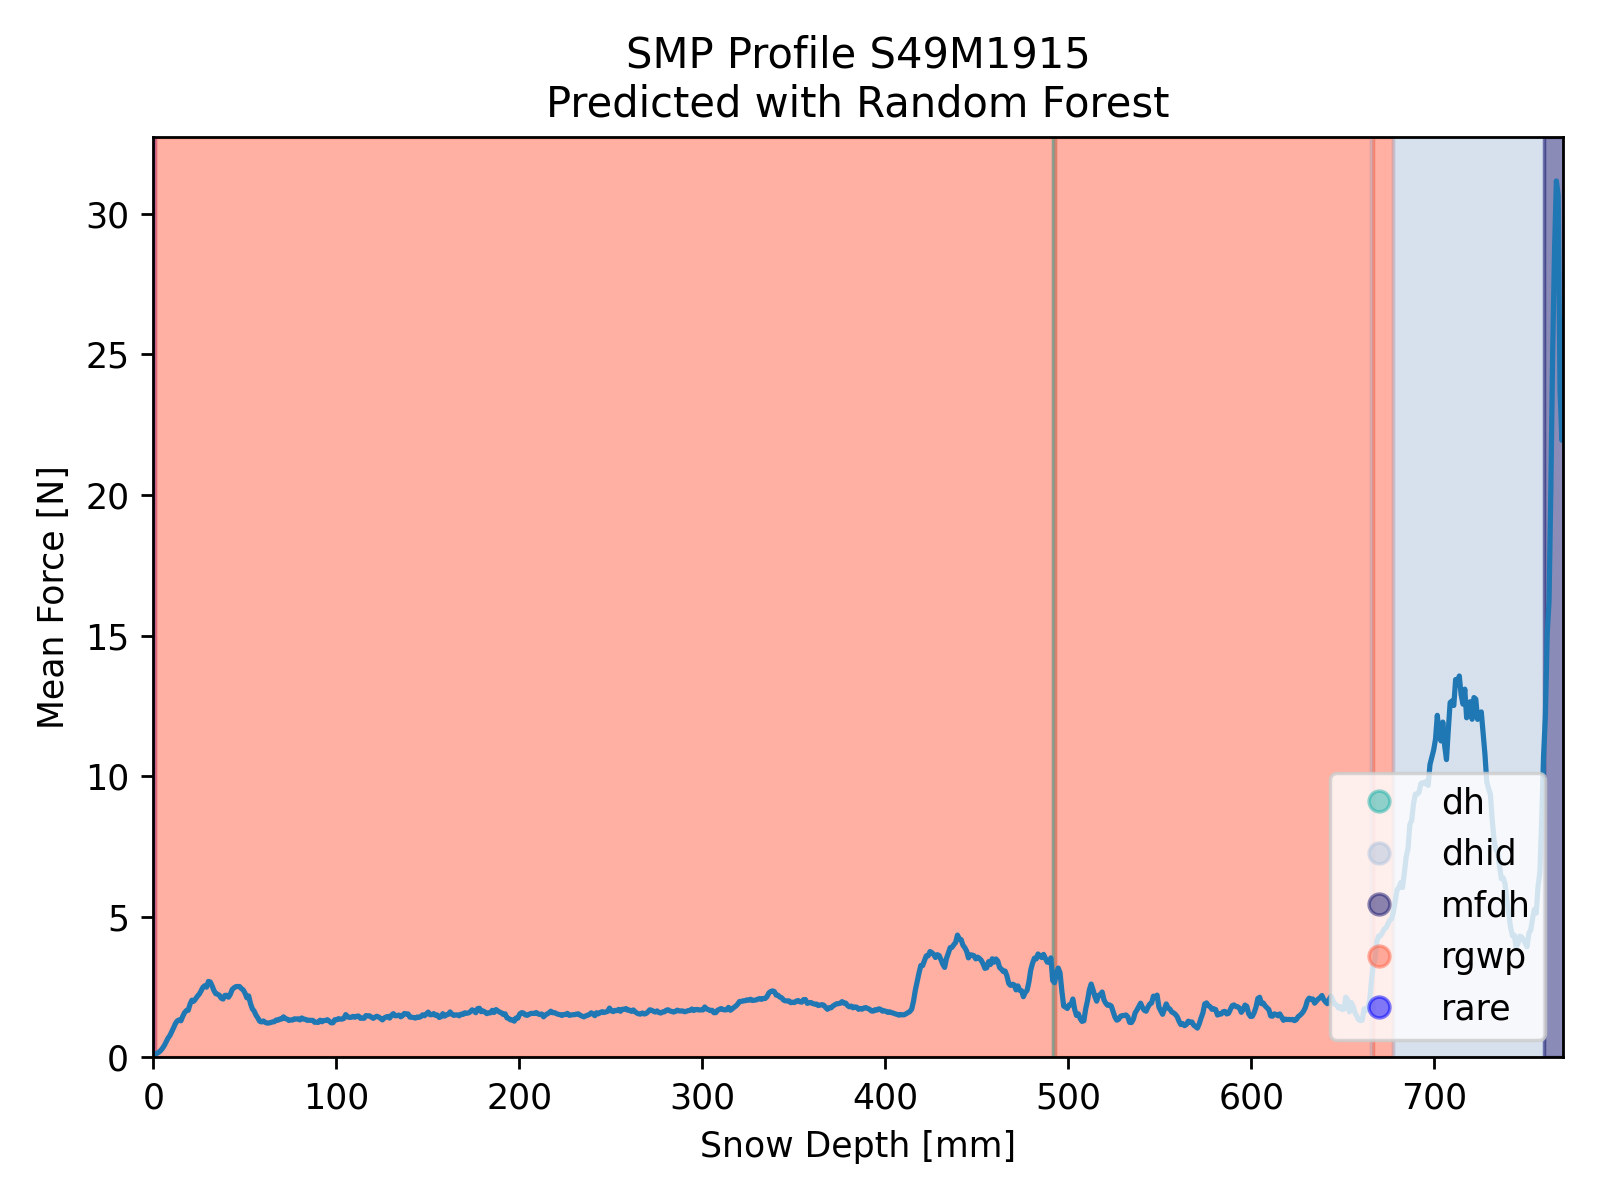 SMP Profile S49M1915
Predicted with Random Forest
Mean Force [N]
30
25
20
15
10
5
0
0 100 200 300 400 500 600 700
Snow Depth [mm]
dh
dhid
mfdh
rgwp
rare